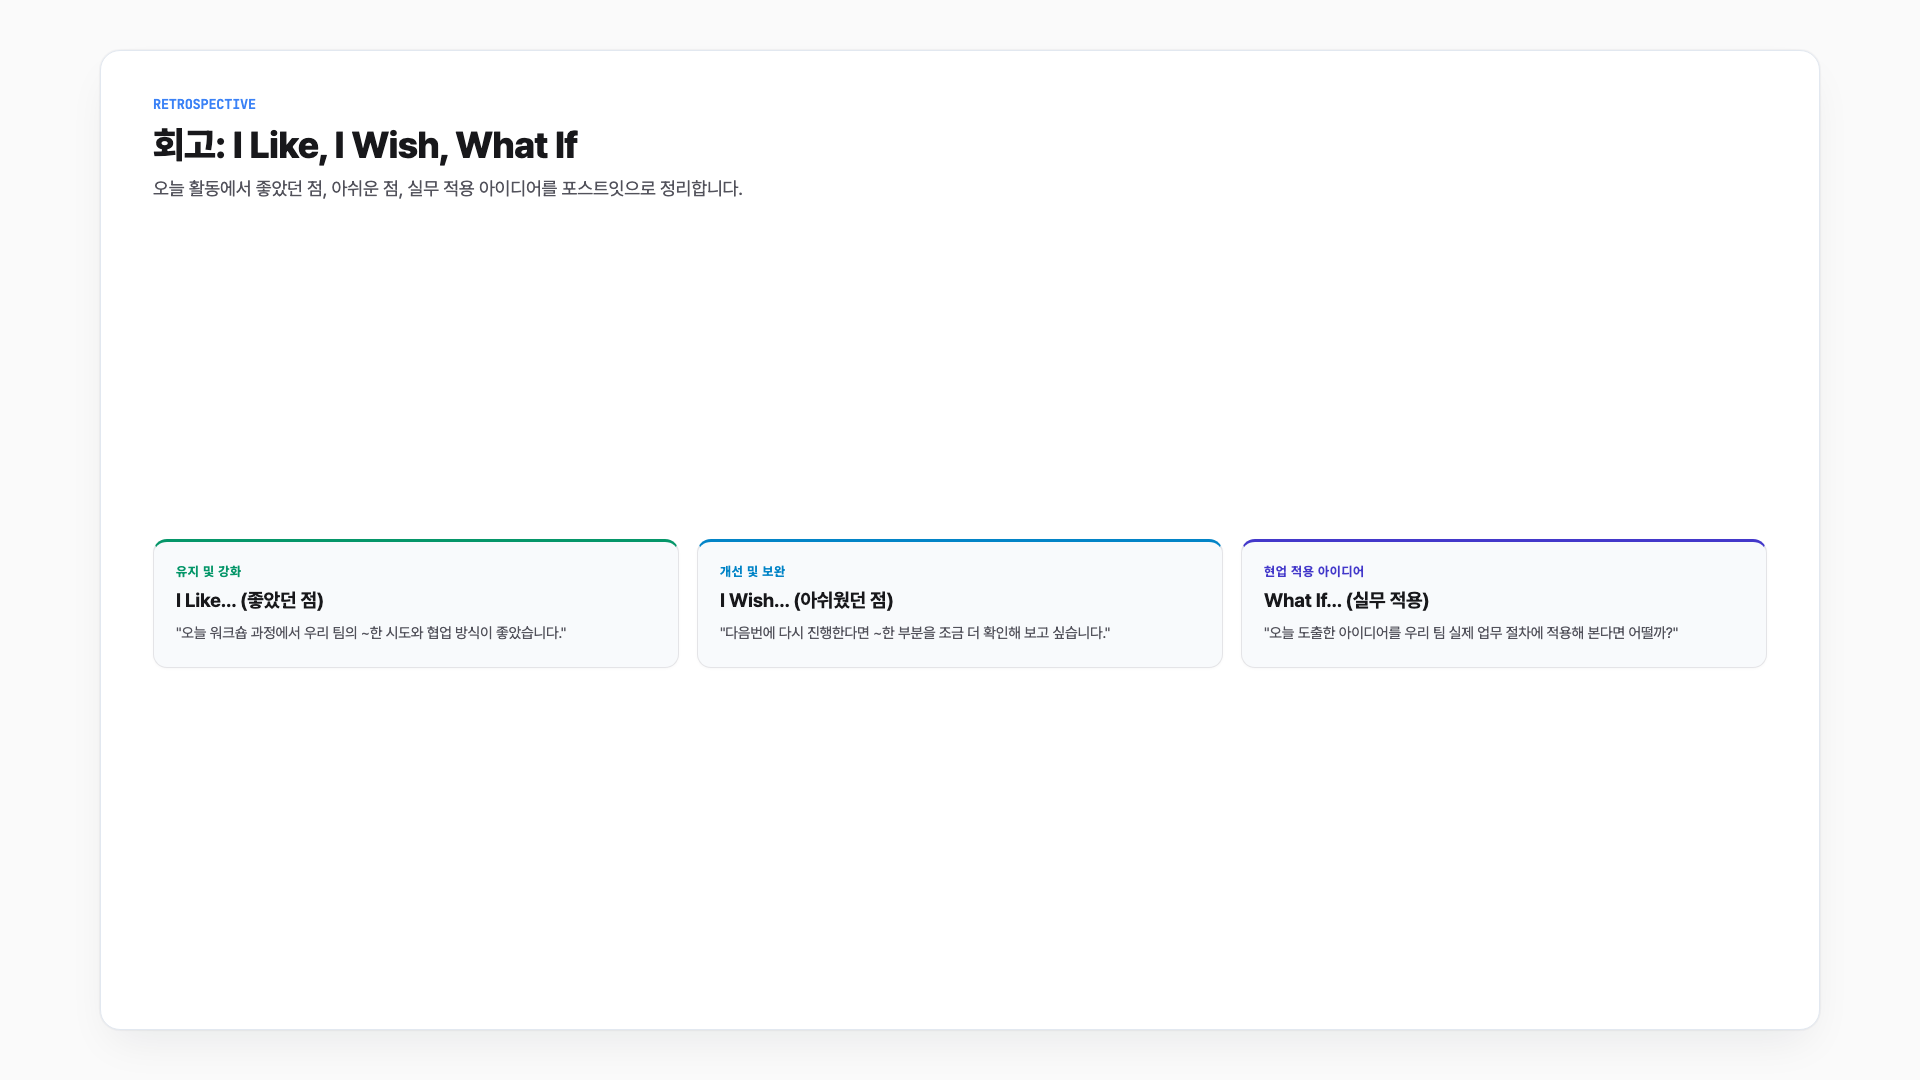 RETROSPECTIVE
회고: I Like, I Wish, What If
오늘 활동에서 좋았던 점, 아쉬운 점, 실무 적용 아이디어를 포스트잇으로 정리합니다.
유지 및 강화
I Like... (좋았던 점)
"오늘 워크숍 과정에서 우리 팀의 ~한 시도와 협업 방식이 좋았습니다."
개선 및 보완
I Wish... (아쉬웠던 점)
"다음번에 다시 진행한다면 ~한 부분을 조금 더 확인해 보고 싶습니다."
현업 적용 아이디어
What If... (실무 적용)
"오늘 도출한 아이디어를 우리 팀 실제 업무 절차에 적용해 본다면 어떨까?"